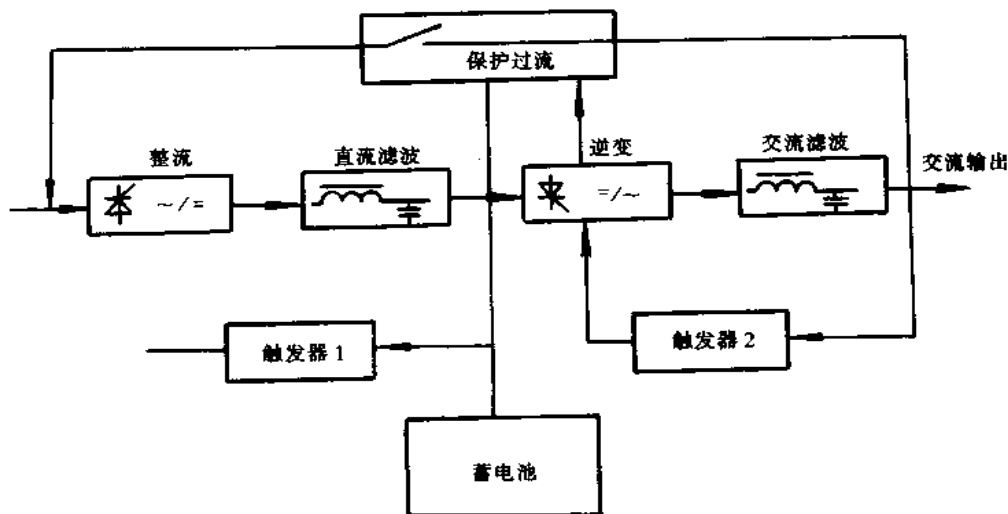 保护过流
整流
直流滤波
逆变
交流滤波
交流输出
~/=
=/~
触发器1
触发器2
蓄电池